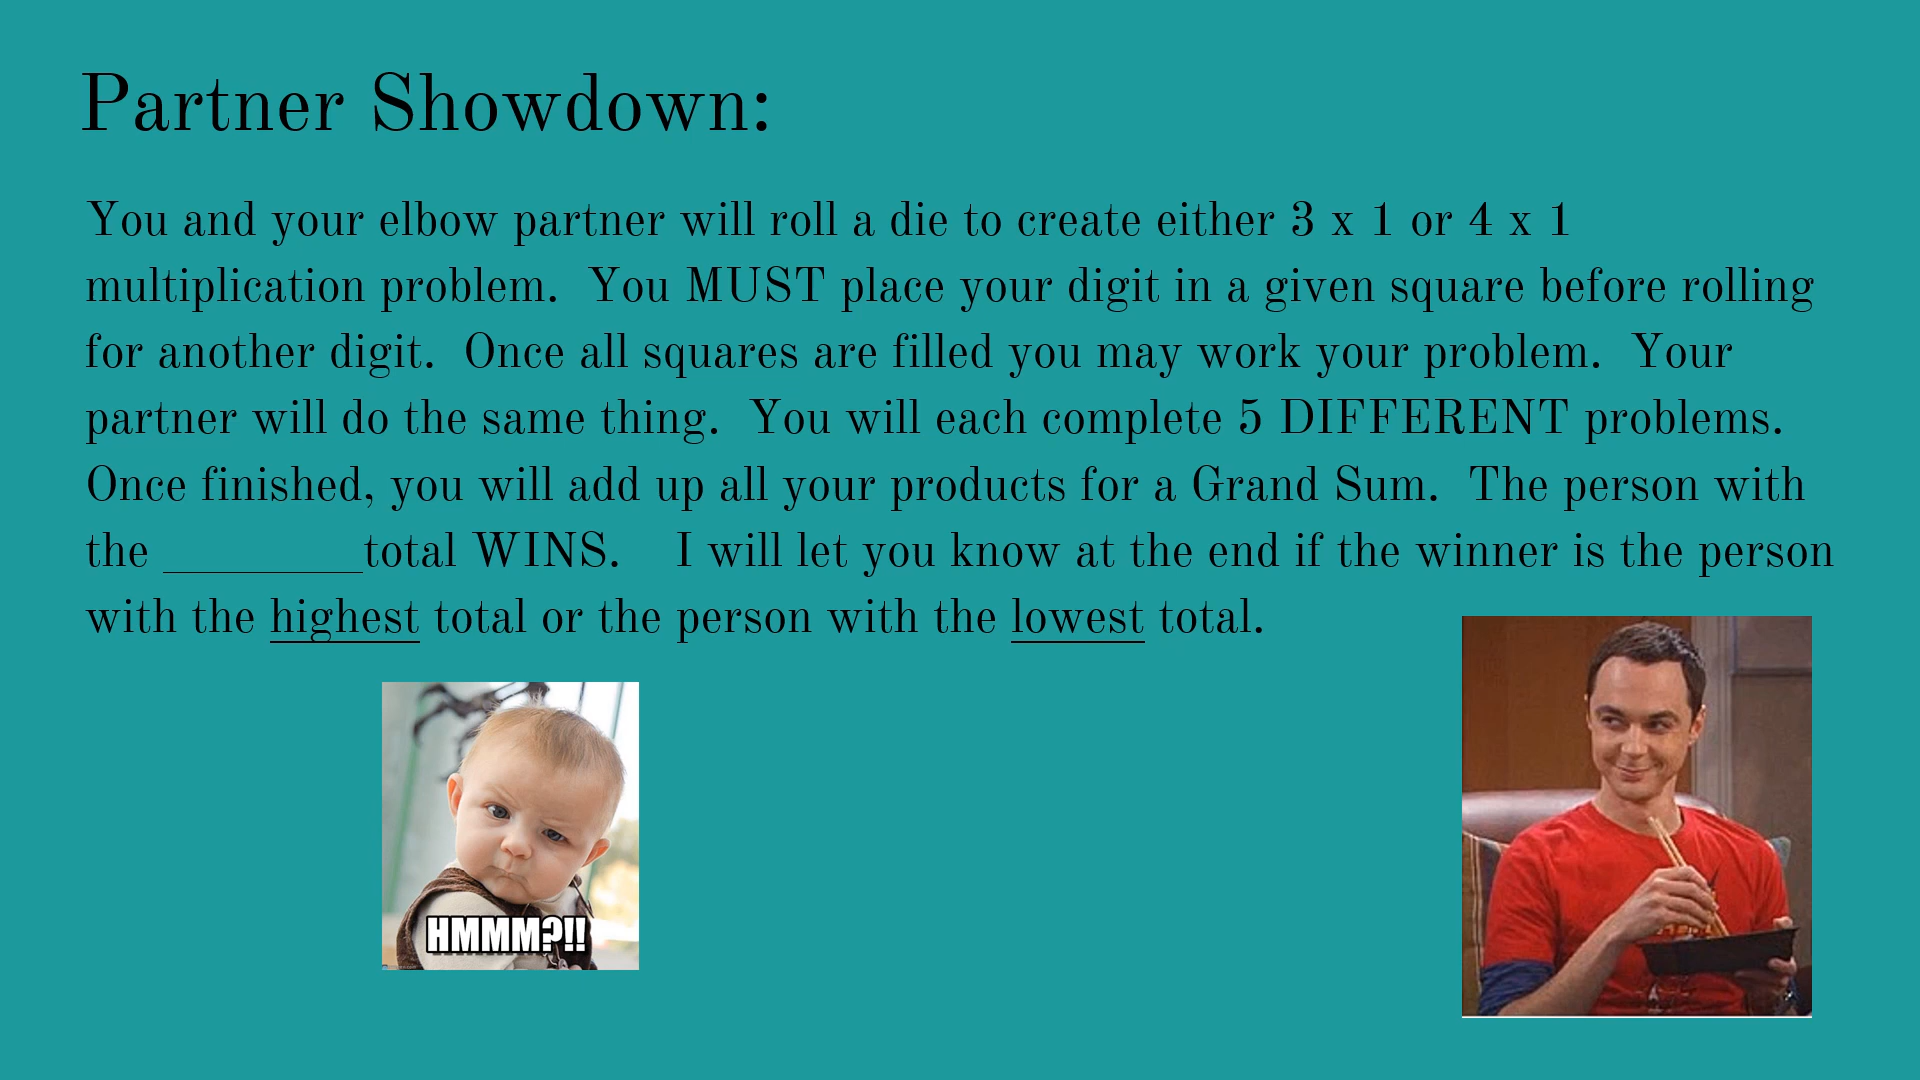 Partner Showdown:
You and your elbow partner will roll a die to create either 3 x 1 or 4 x 1
multiplication problem.  You MUST place your digit in a given square before rolling
for another digit.  Once all squares are filled you may work your problem.  Your
partner will do the same thing.  You will each complete 5 DIFFERENT problems.
Once finished, you will add up all your products for a Grand Sum.  The person with
the ________total WINS.    I will let you know at the end if the winner is the person
with the highest total or the person with the lowest total.
HMMM?!!